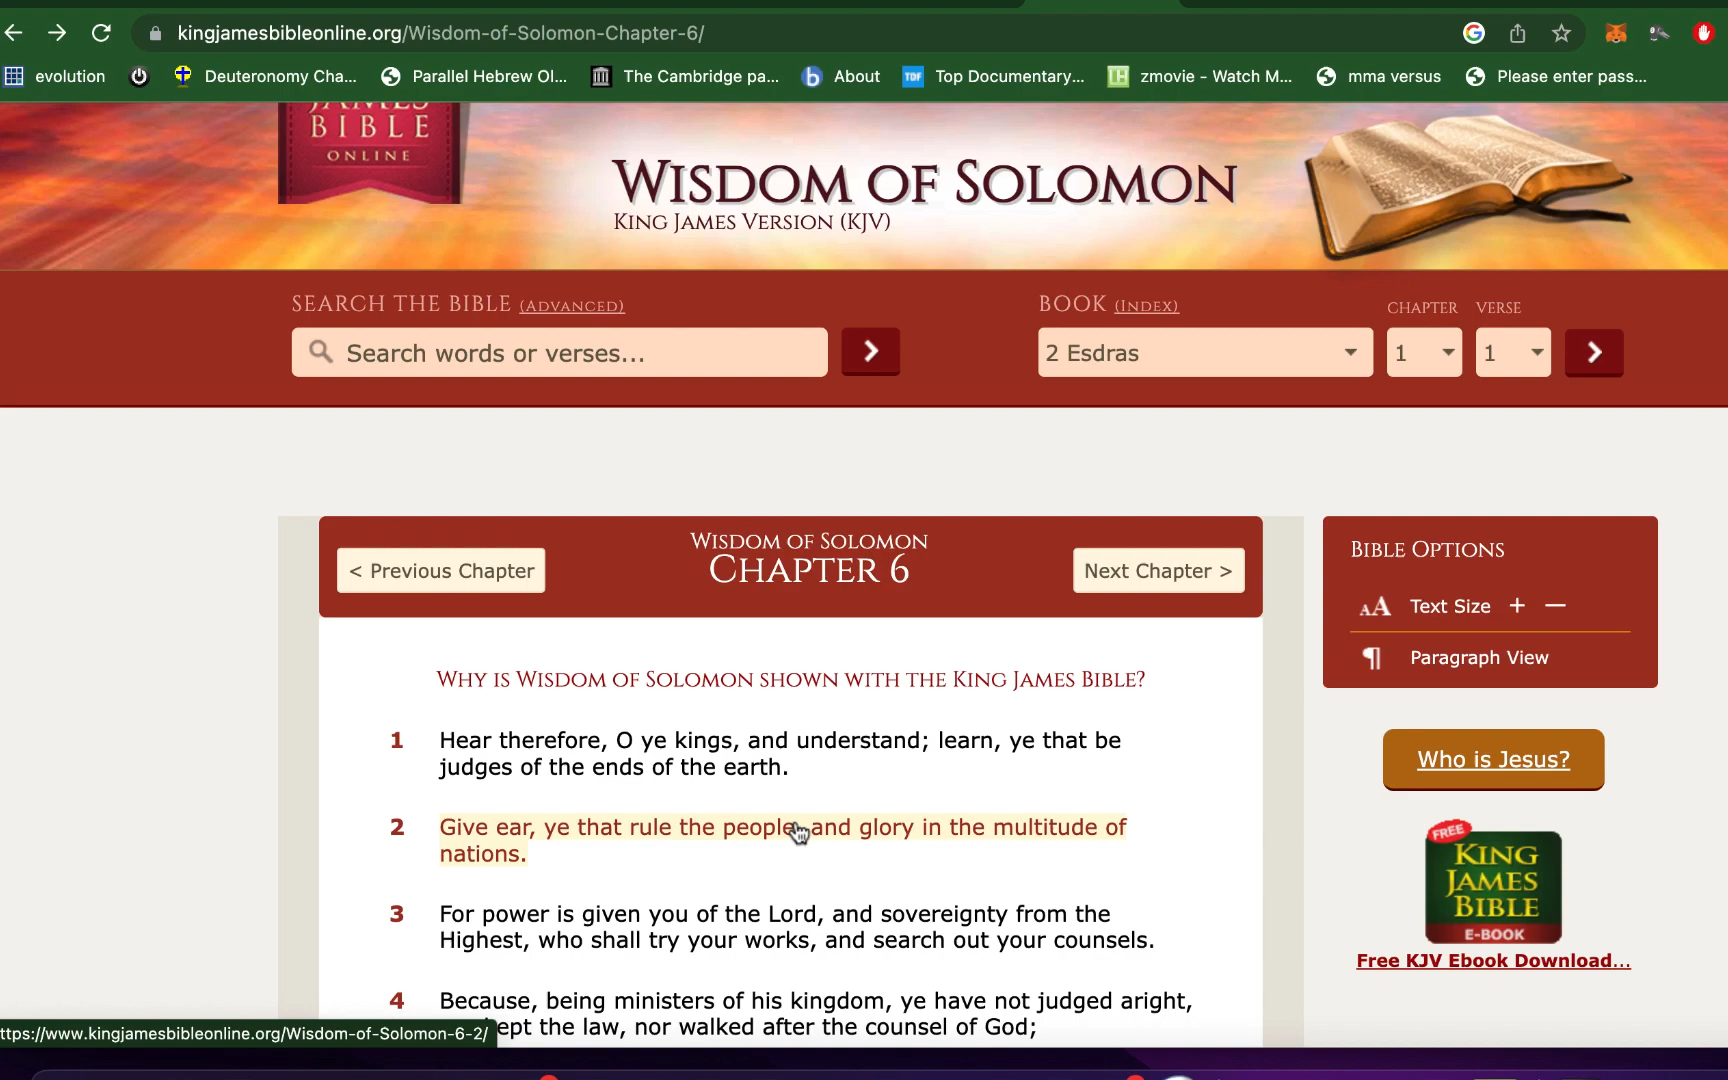 kingjamesbibleonline.org/Wisdom-of-Solomon-Chapter-6/
evolution
Deuteronomy Cha...
Parallel Hebrew Ol...
The Cambridge pa...
About
TDF Top Documentary...
zmovie - Watch M...
mma versus
Please enter pass...
JAMES
BIBLE
ONLINE
WISDOM OF SOLOMON
KING JAMES VERSION (KJV)
SEARCH THE BIBLE (ADVANCED)
Search words or verses...
BOOK (INDEX)
CHAPTER VERSE
2 Esdras
1
1
WISDOM OF SOLOMON
CHAPTER 6
< Previous Chapter
Next Chapter >
WHY IS WISDOM OF SOLOMON SHOWN WITH THE KING JAMES BIBLE?
1 Hear therefore, O ye kings, and understand; learn, ye that be
judges of the ends of the earth.
2 Give ear, ye that rule the people, and glory in the multitude of
nations.
3 For power is given you of the Lord, and sovereignty from the
Highest, who shall try your works, and search out your counsels.
4 Because, being ministers of his kingdom, ye have not judged aright,
ept the law, nor walked after the counsel of God;
BIBLE OPTIONS
AA Text Size + —
¶ Paragraph View
Who is Jesus?
FREE
KING
JAMES
BIBLE
E-BOOK
Free KJV Ebook Download...
ttps://www.kingjamesbibleonline.org/Wisdom-of-Solomon-6-2/